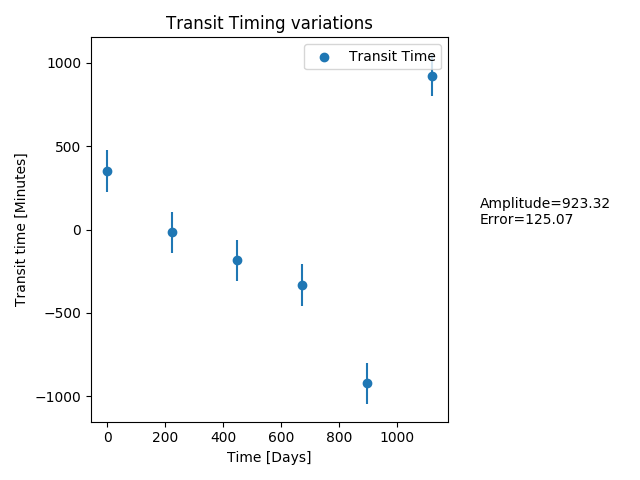 Transit Timing variations
Transit Time
1000
500
0
−500
−1000
Transit time [Minutes]
0
200
400
600
800
1000
Time [Days]
Amplitude=923.32
Error=125.07